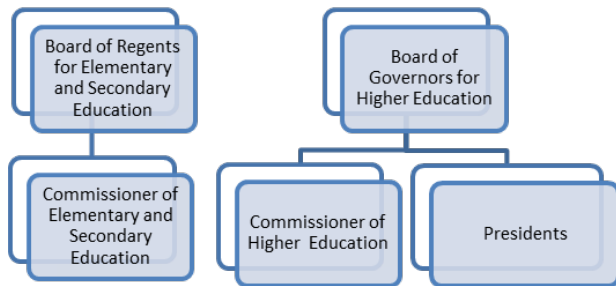 Board of Regents
for Elementary
and Secondary
Education
Board of
Governors for
Higher Education
Commissioner of
Elementary and
Secondary
Education
Commissioner of
Higher Education
Presidents